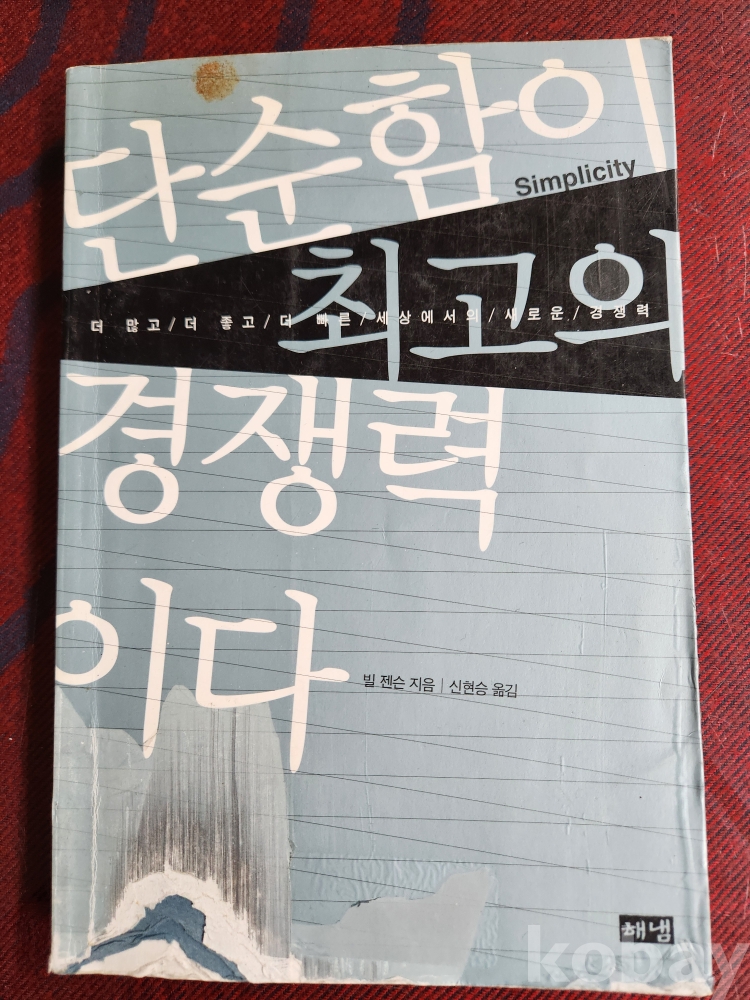 단순함이
Simplicity
최고의
더 많고/더 좋고/더 빠른/세상에서의/새로운/경쟁력
경쟁력
이다
빌 젠슨 지음|신현승 옮김
해냄
kobay